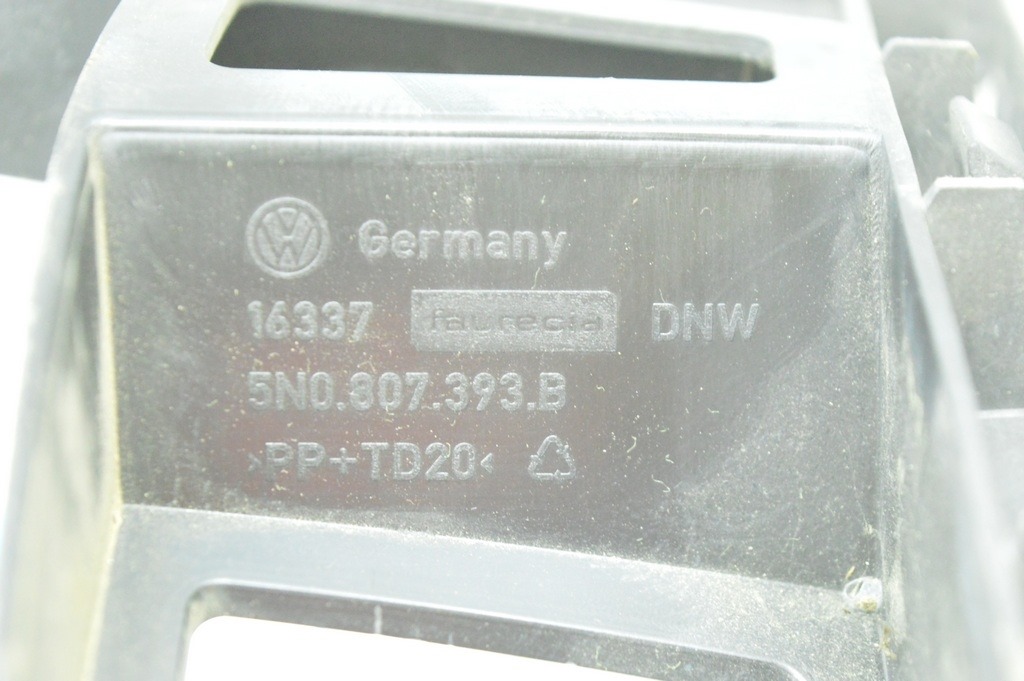 Germany
16337 faurecia DNW
5N0.807.393.B
>PP+TD20<